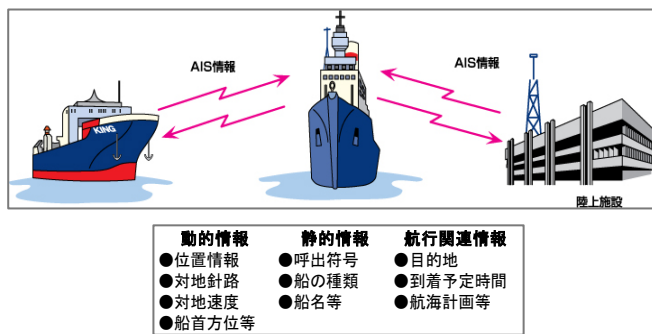 AIS情報
AIS情報
KING
陸上施設
動的情報 静的情報 航行関連情報
●位置情報 ●呼出符号 ●目的地
●対地針路 ●船の種類 ●到着予定時間
●対地速度 ●船名等 ●航海計画等
●船首方位等